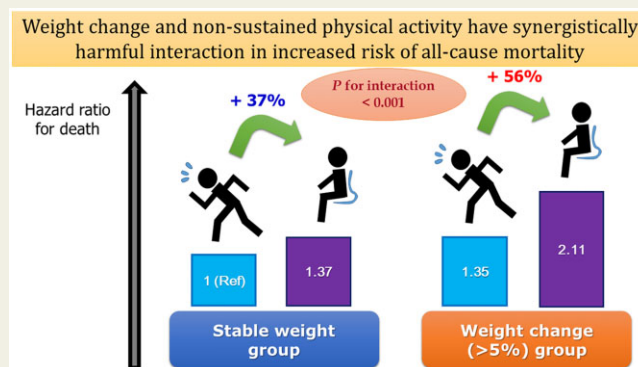 Weight change and non-sustained physical activity have synergistically
harmful interaction in increased risk of all-cause mortality
Hazard ratio
for death
+ 37%
P for interaction
< 0.001
+ 56%
1 (Ref)
1.37
1.35
2.11
Stable weight
group
Weight change
(>5%) group